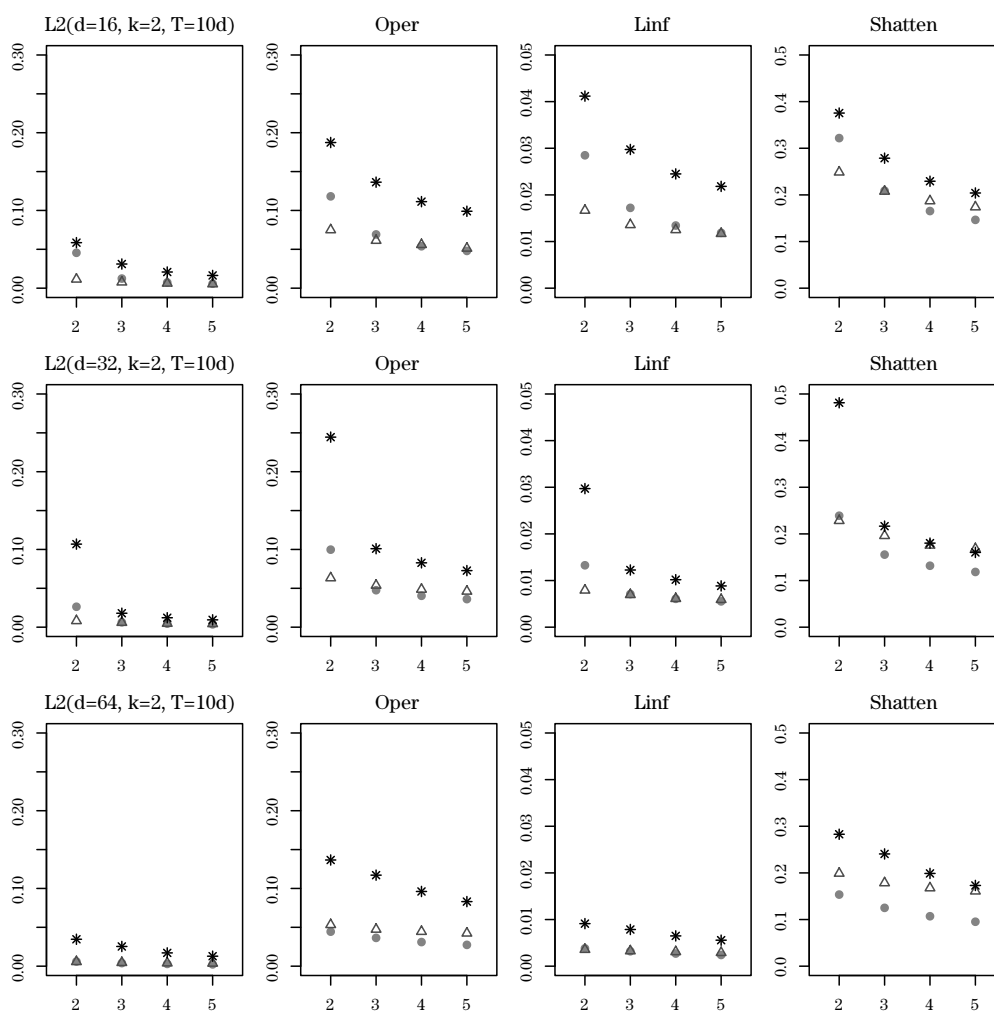 L2(d=16, k=2, T=10d)
0.00 0.10 0.20 0.30
2 3 4 5
Oper
0.00 0.10 0.20 0.30
2 3 4 5
Linf
0.00 0.01 0.02 0.03 0.04 0.05
2 3 4 5
Shatten
0.0 0.1 0.2 0.3 0.4 0.5
2 3 4 5
L2(d=32, k=2, T=10d)
0.00 0.10 0.20 0.30
2 3 4 5
Oper
0.00 0.10 0.20 0.30
2 3 4 5
Linf
0.00 0.01 0.02 0.03 0.04 0.05
2 3 4 5
Shatten
0.0 0.1 0.2 0.3 0.4 0.5
2 3 4 5
L2(d=64, k=2, T=10d)
0.00 0.10 0.20 0.30
2 3 4 5
Oper
0.00 0.10 0.20 0.30
2 3 4 5
Linf
0.00 0.01 0.02 0.03 0.04 0.05
2 3 4 5
Shatten
0.0 0.1 0.2 0.3 0.4 0.5
2 3 4 5